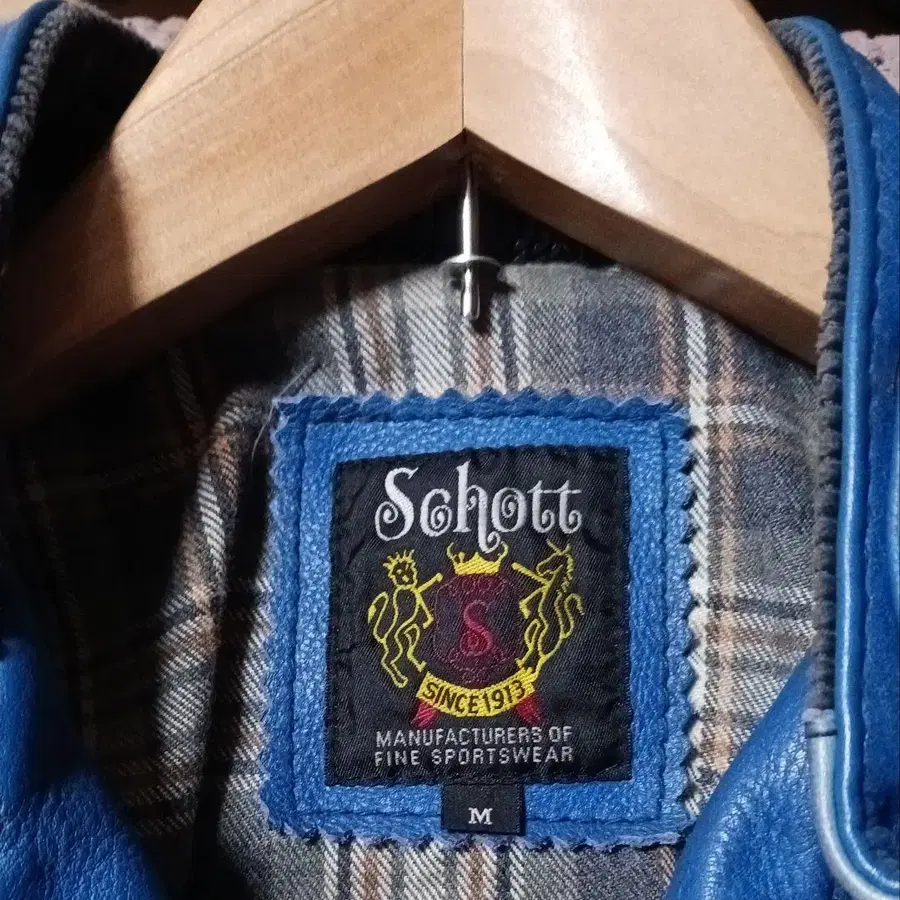 Schott
S
SINCE 1913
MANUFACTURERS OF
FINE SPORTSWEAR
M